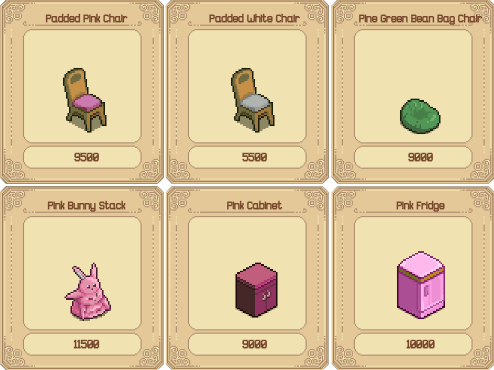 Padded Pink Chair
Padded White Chair
Pine Green Bean Bag Chair
9500
5500
9000
Pink Bunny Stack
Pink Cabinet
Pink Fridge
11500
9000
10000